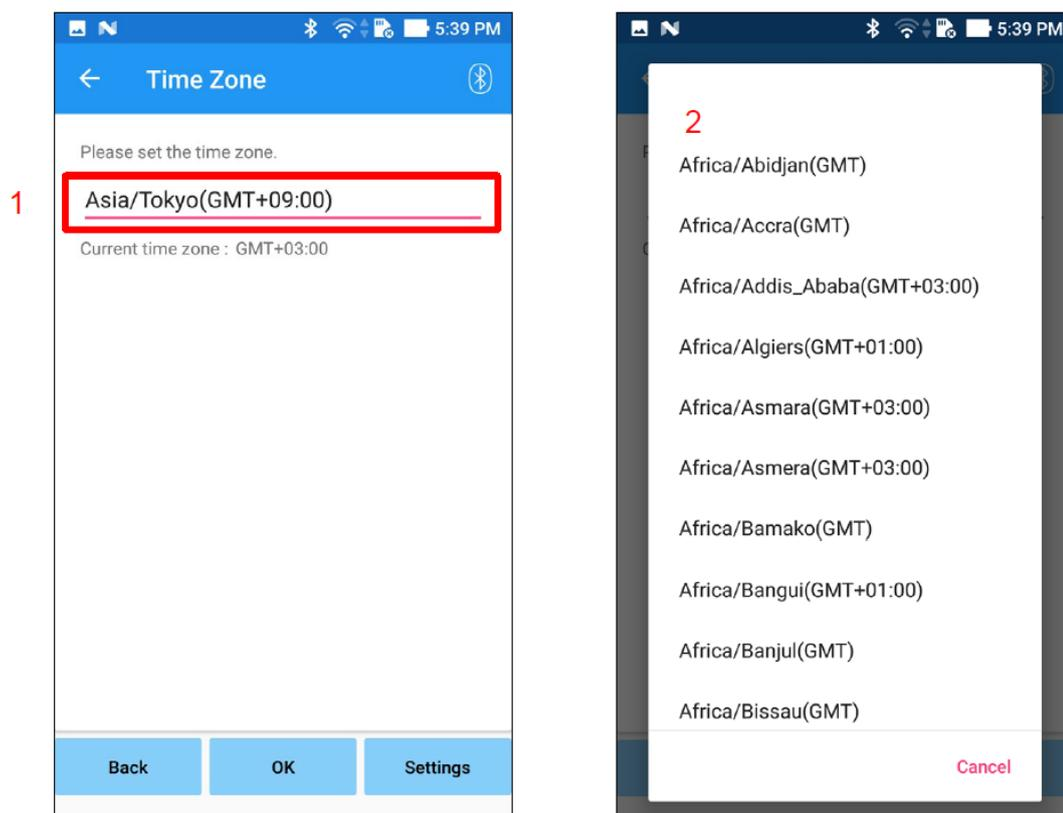 5:39 PM
Time Zone
Please set the time zone.
1
Asia/Tokyo(GMT+09:00)
Current time zone : GMT+03:00
Back
OK
Settings
5:39 PM
2
Africa/Abidjan(GMT)
Africa/Accra(GMT)
Africa/Addis_Ababa(GMT+03:00)
Africa/Algiers(GMT+01:00)
Africa/Asmara(GMT+03:00)
Africa/Asmera(GMT+03:00)
Africa/Bamako(GMT)
Africa/Bangui(GMT+01:00)
Africa/Banjul(GMT)
Africa/Bissau(GMT)
Cancel